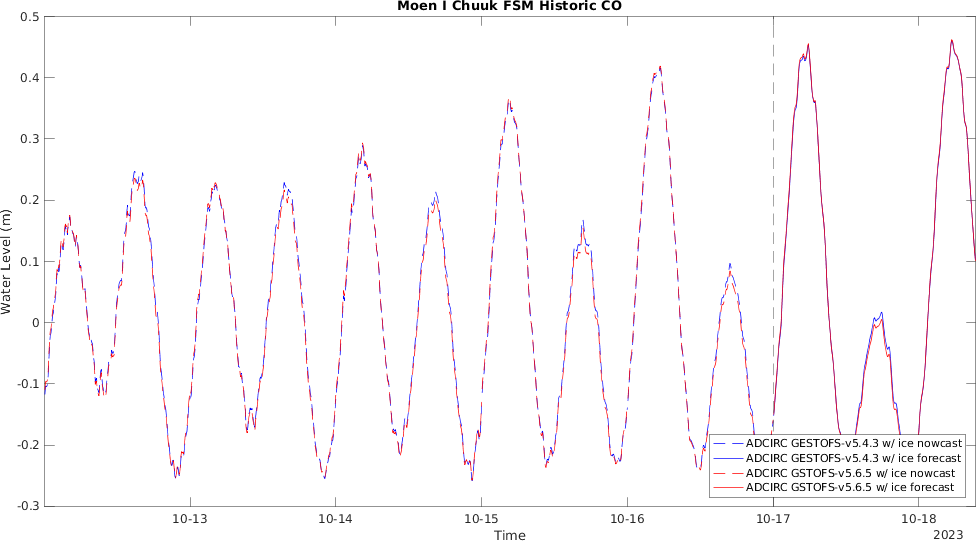 Moen I Chuuk FSM Historic CO
0.5
0.4
0.3
0.2
0.1
0
-0.1
-0.2
-0.3
Water Level (m)
10-13
10-14
10-15
10-16
10-17
10-18
Time
2023
ADCIRC GESTOFS-v5.4.3 w/ ice nowcast
ADCIRC GESTOFS-v5.4.3 w/ ice forecast
ADCIRC GSTOFS-v5.6.5 w/ ice nowcast
ADCIRC GSTOFS-v5.6.5 w/ ice forecast